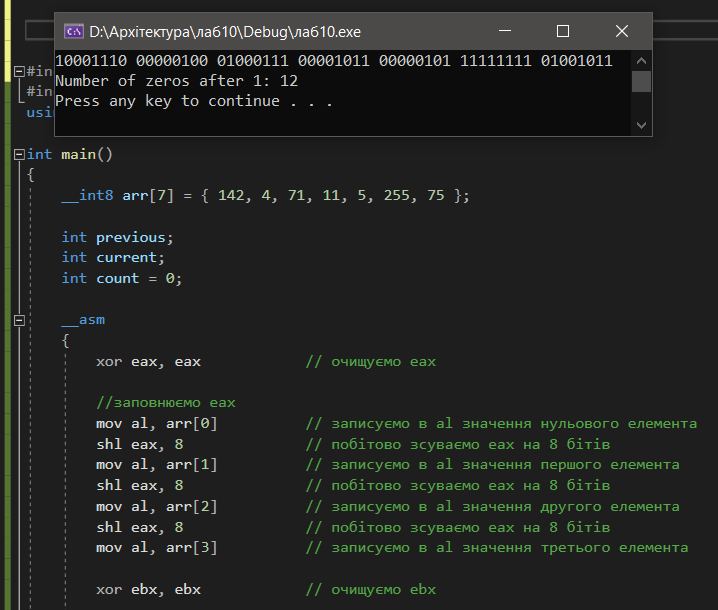 D:\Архітектура\ла610\Debug\ла610.exe
10001110 00000100 01000111 00001011 00000101 11111111 01001011
Number of zeros after 1: 12
Press any key to continue . . .
#in
#in
usi
int main()
{
__int8 arr[7] = { 142, 4, 71, 11, 5, 255, 75 };
int previous;
int current;
int count = 0;
__asm
{
xor eax, eax // очищуємо eax
//заповнюємо eax
mov al, arr[0] // записуємо в al значення нульового елемента
shl eax, 8 // побітово зсуваємо eax на 8 бітів
mov al, arr[1] // записуємо в al значення першого елемента
shl eax, 8 // побітово зсуваємо eax на 8 бітів
mov al, arr[2] // записуємо в al значення другого елемента
shl eax, 8 // побітово зсуваємо eax на 8 бітів
mov al, arr[3] // записуємо в al значення третього елемента
xor ebx, ebx // очищуємо ebx